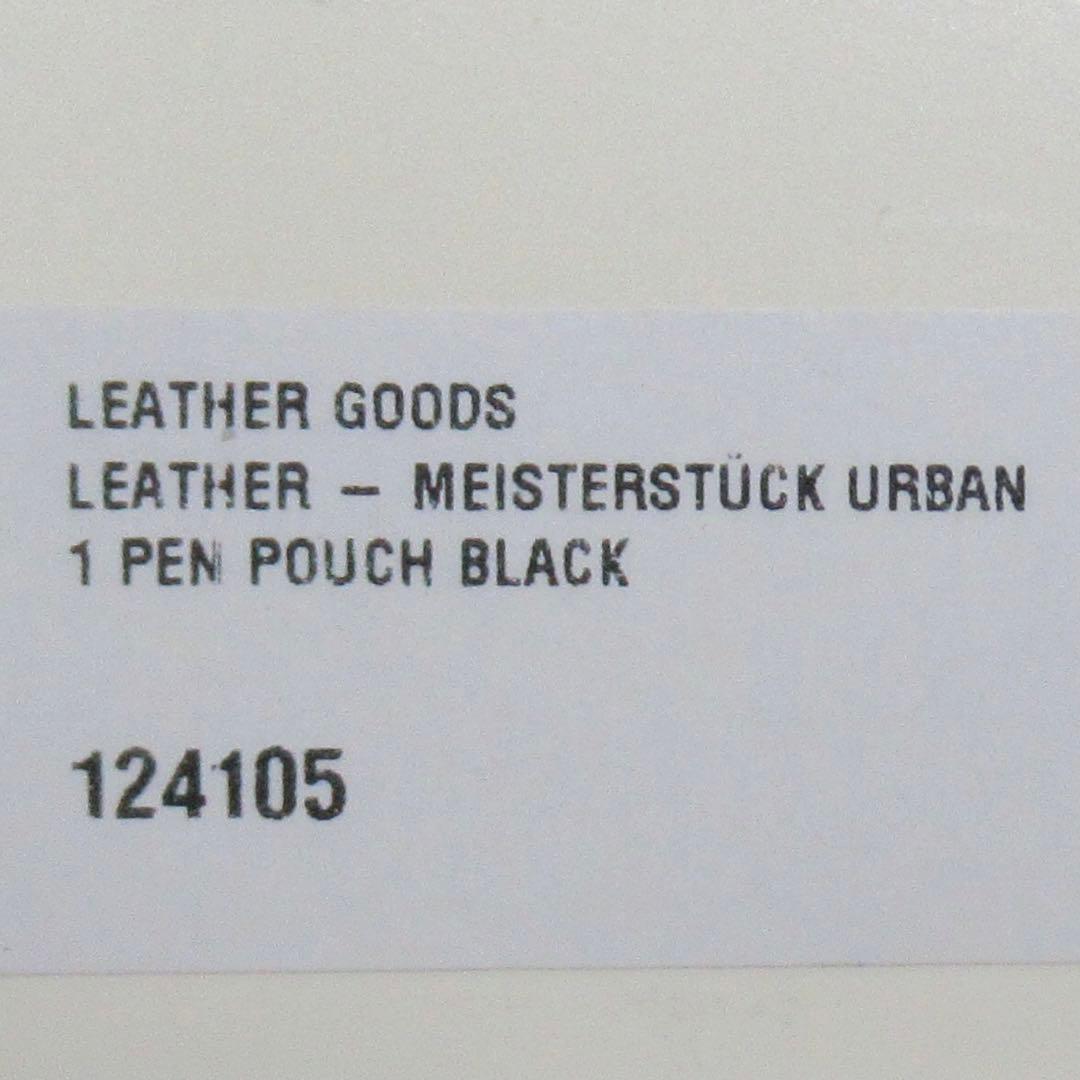 LEATHER GOODS
LEATHER – MEISTERSTÜCK URBAN
1 PEN POUCH BLACK
124105